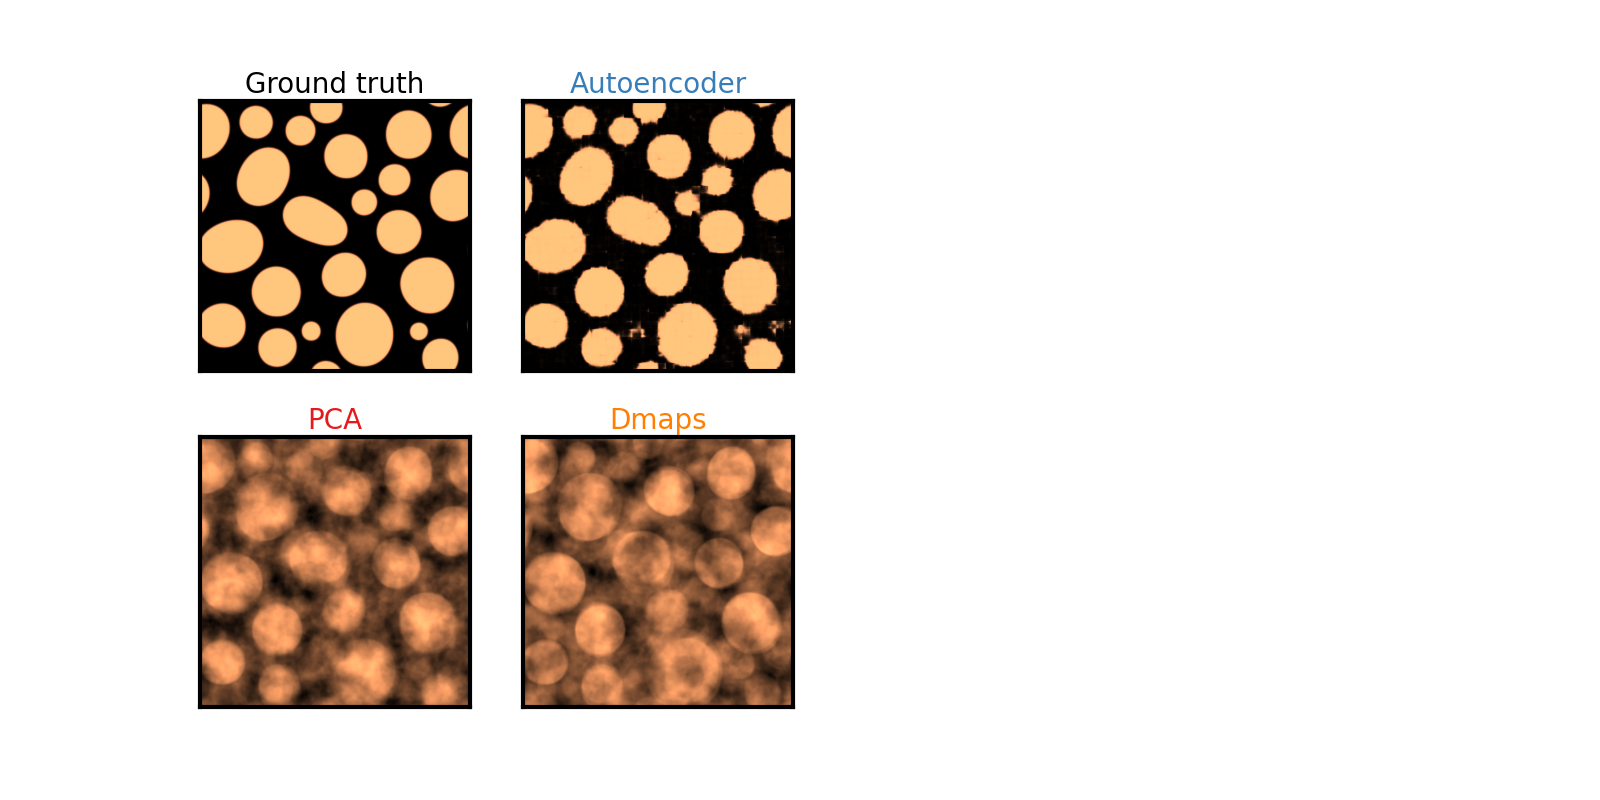 Ground truth
Autoencoder
PCA
Dmaps